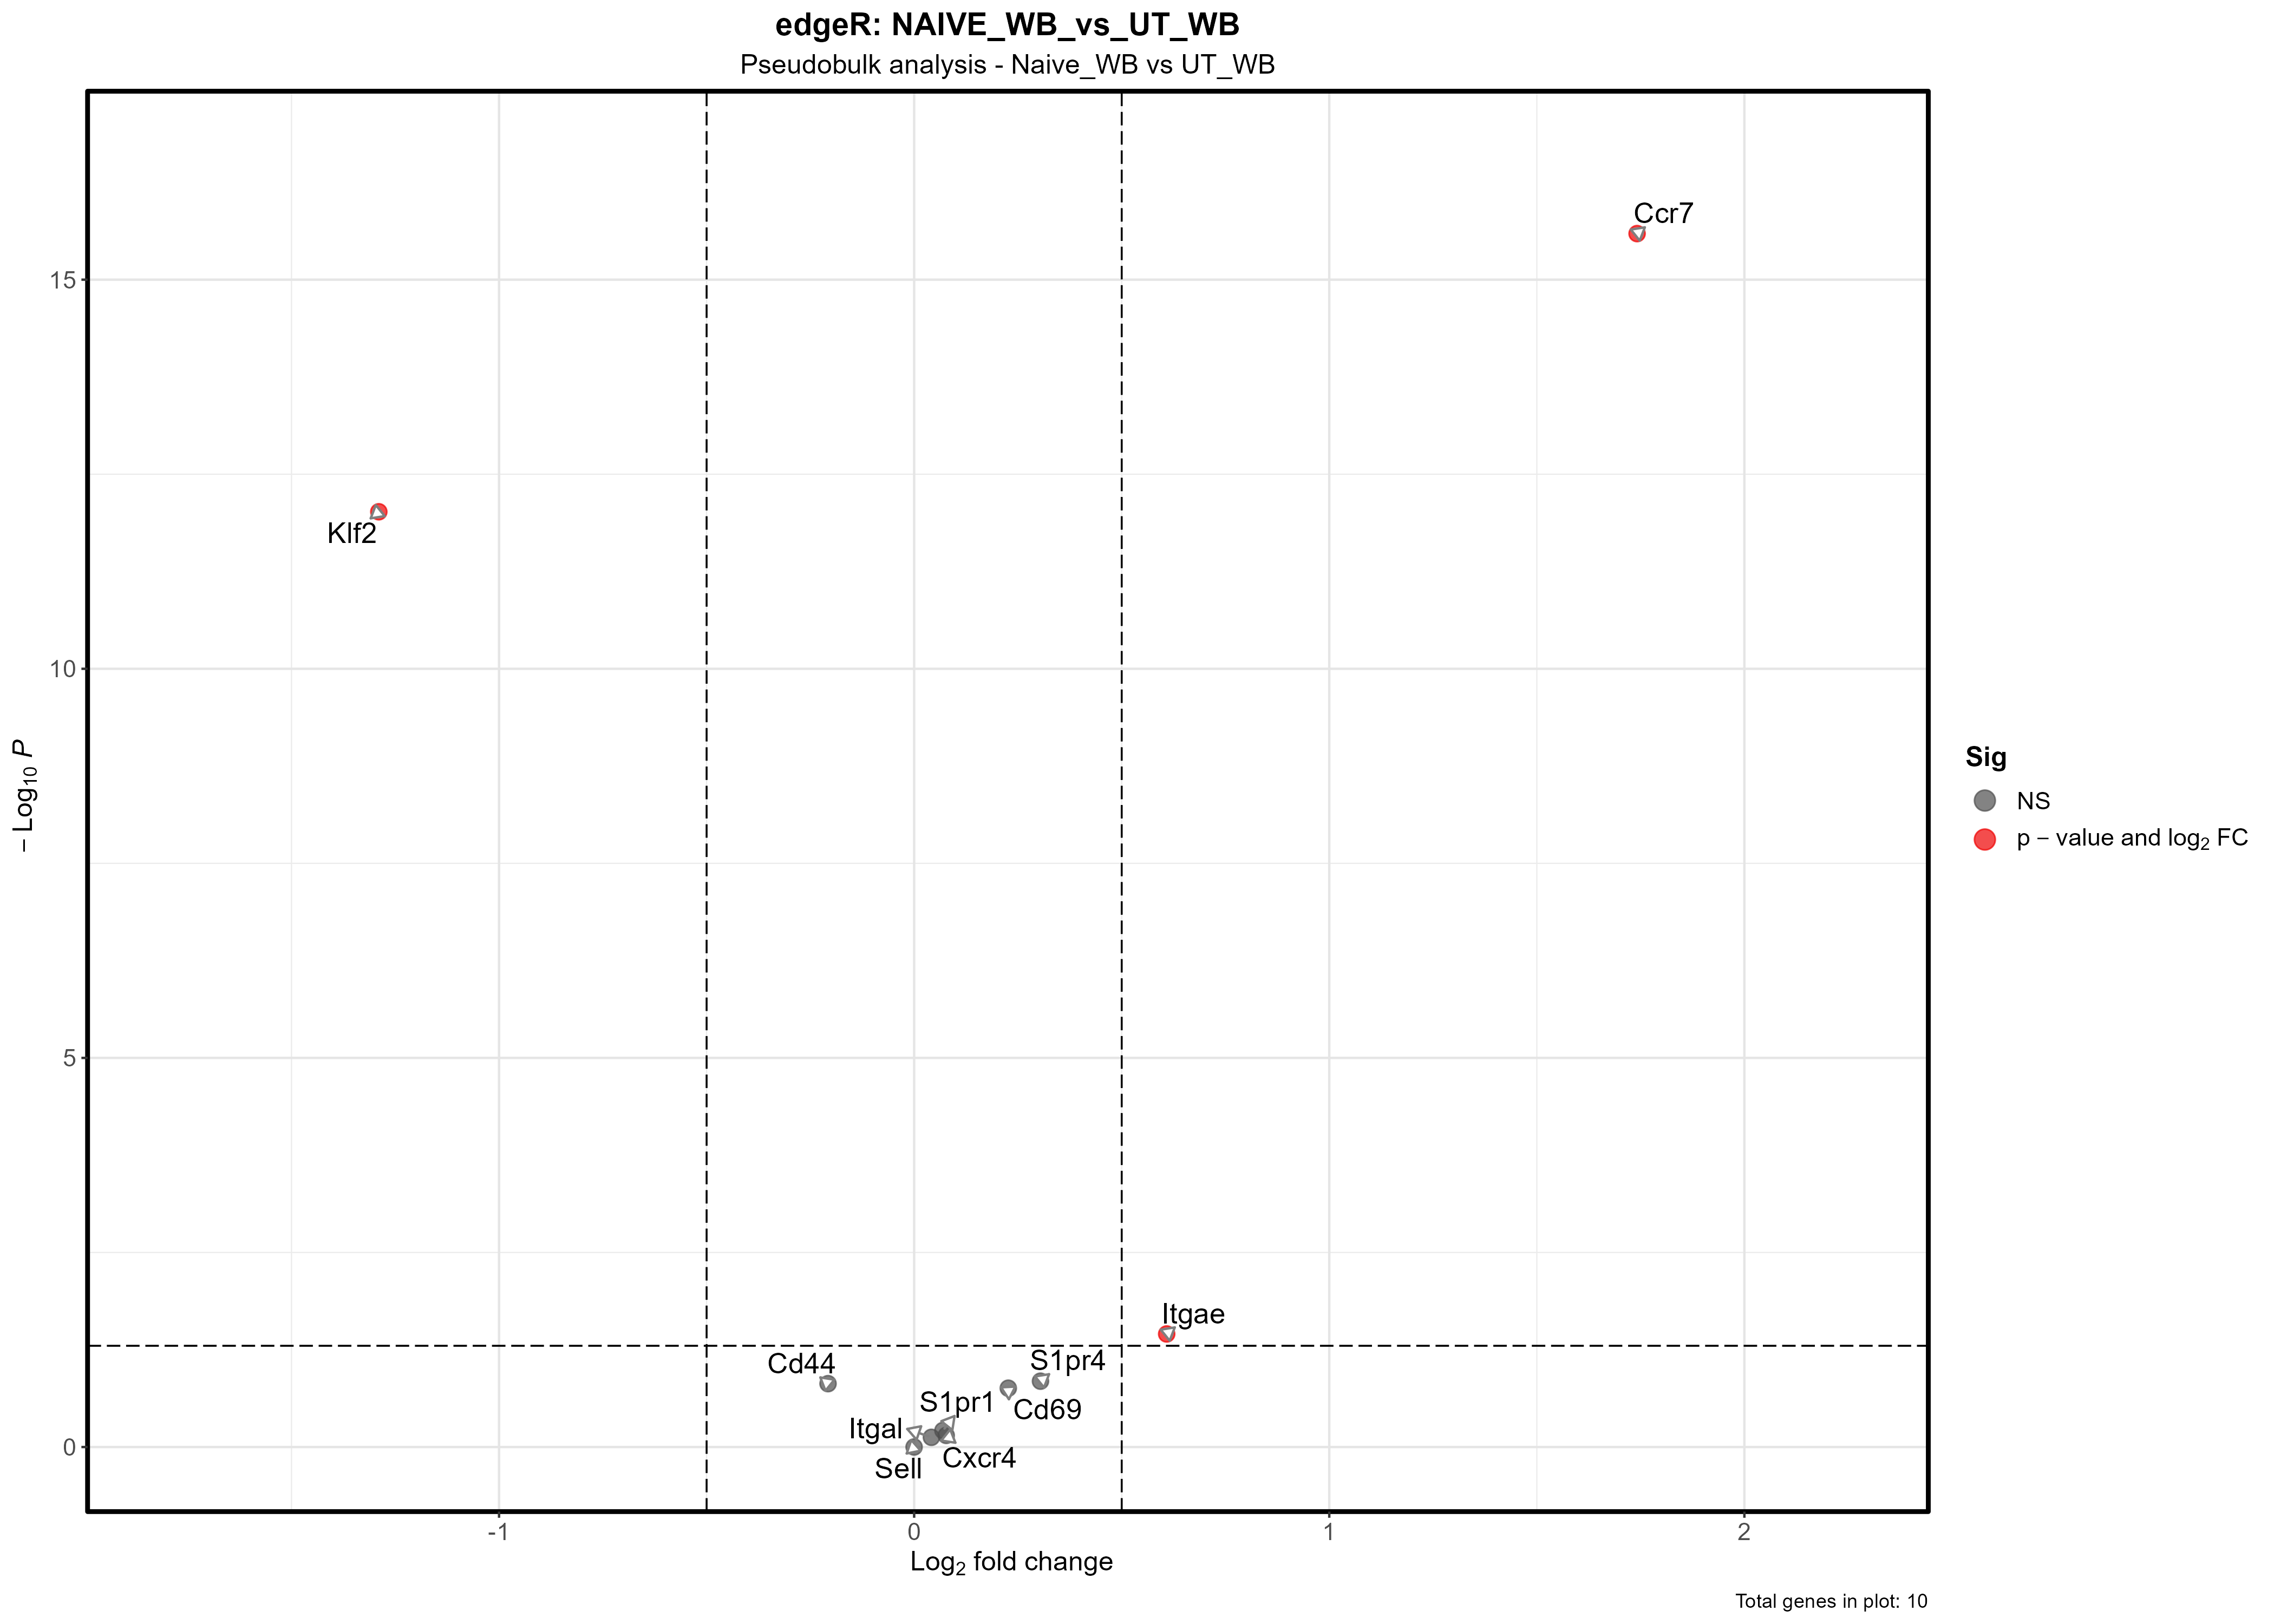 edgeR: NAIVE_WB_vs_UT_WB
Pseudobulk analysis - Naive_WB vs UT_WB
Ccr7
15
Klf2
10
– Log10 P
Sig
NS
p – value and log2 FC
5
Itgae
Cd44
S1pr4
S1pr1
Cd69
Itgal
0
Cxcr4
Sell
-1
0
1
2
Log2 fold change
Total genes in plot: 10